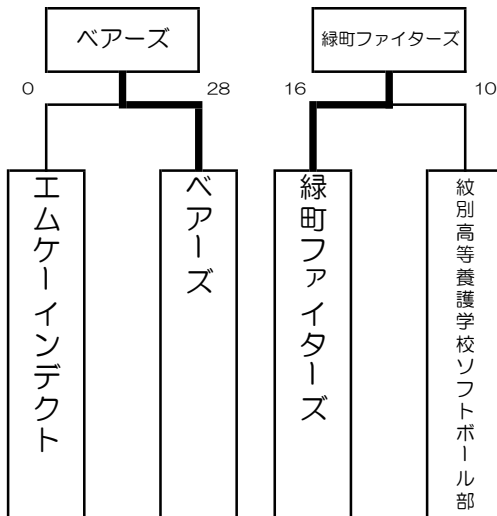 ベアーズ
緑町ファイターズ
0
28
16
10
エムケーインデクト
ベアーズ
緑町ファイターズ
紋別高等養護学校ソフトボール部